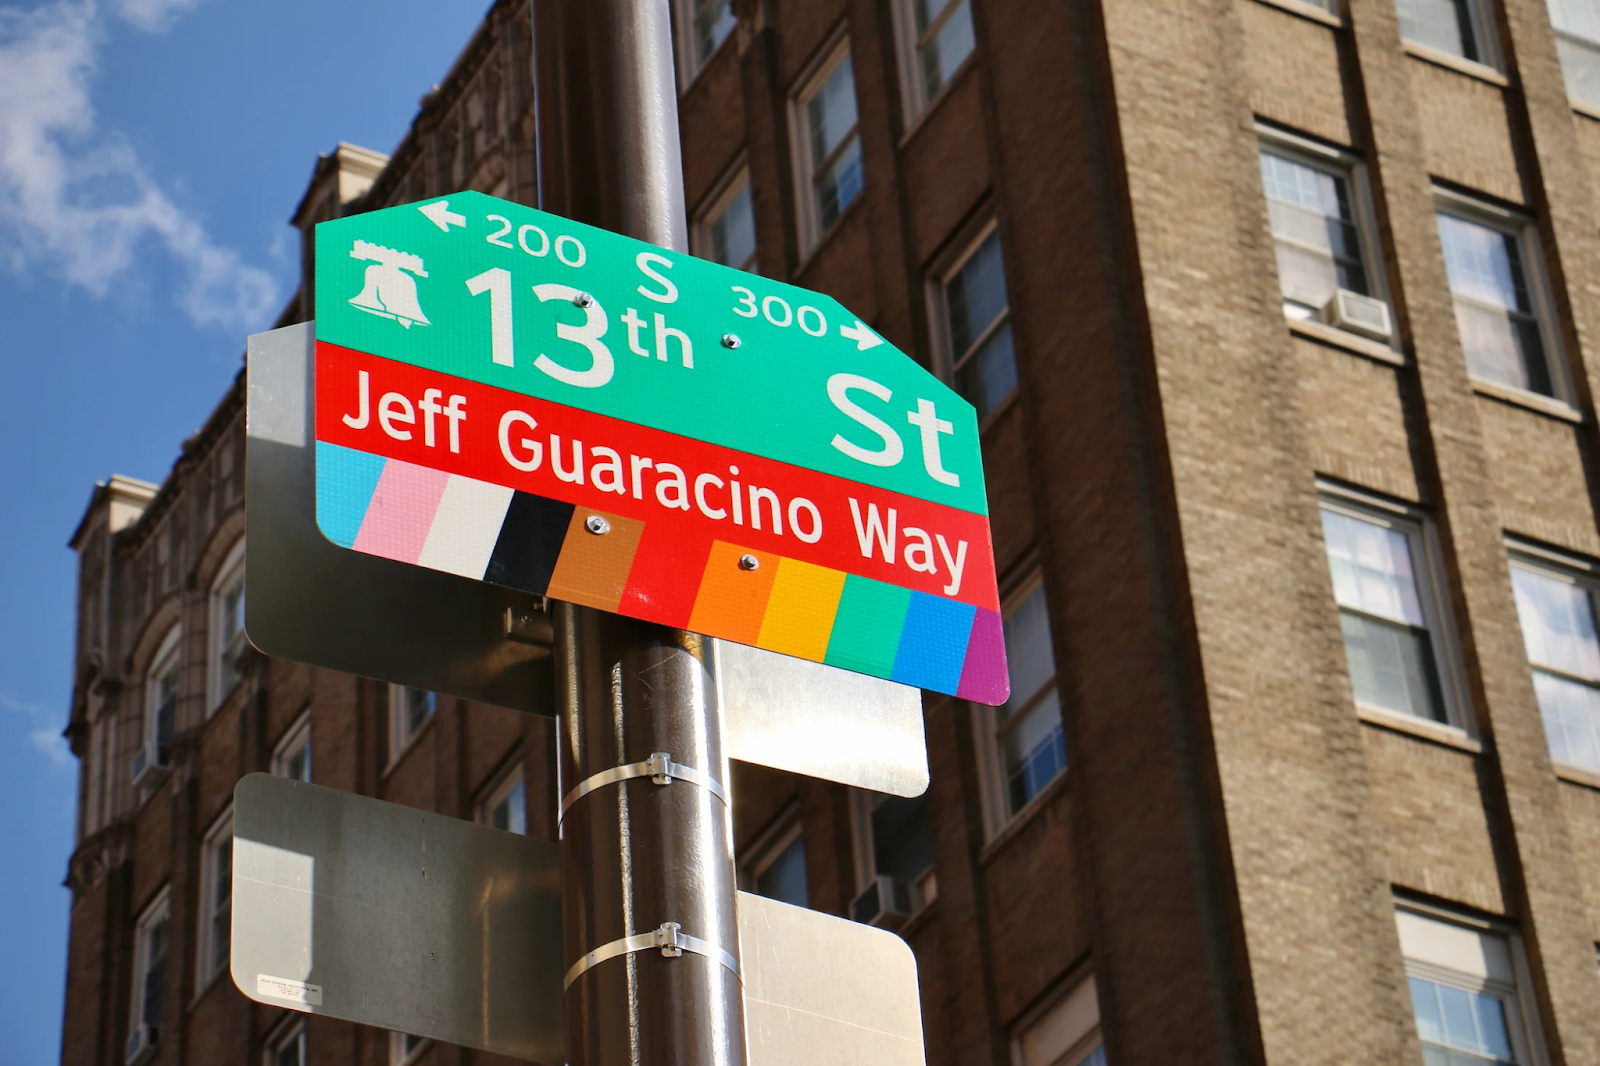 ← 200 S 300 →
13th St
Jeff Guaracino Way